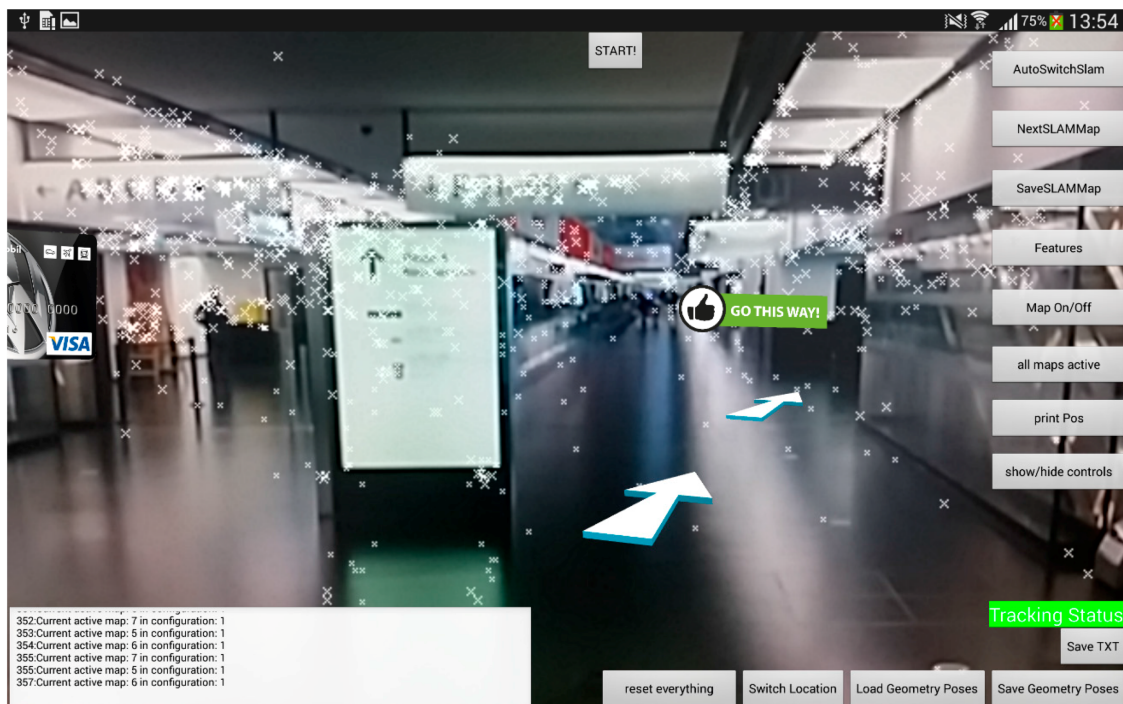 75% 13:54
START!
AutoSwitchSlam
NextSLAMMap
SaveSLAMMap
Features
0000
VISA
GO THIS WAY!
Map On/Off
all maps active
print Pos
show/hide controls
352:Current active map: 7 in configuration: 1
353:Current active map: 5 in configuration: 1
354:Current active map: 6 in configuration: 1
355:Current active map: 7 in configuration: 1
355:Current active map: 5 in configuration: 1
357:Current active map: 6 in configuration: 1
Tracking Status
Save TXT
reset everything
Switch Location
Load Geometry Poses
Save Geometry Poses